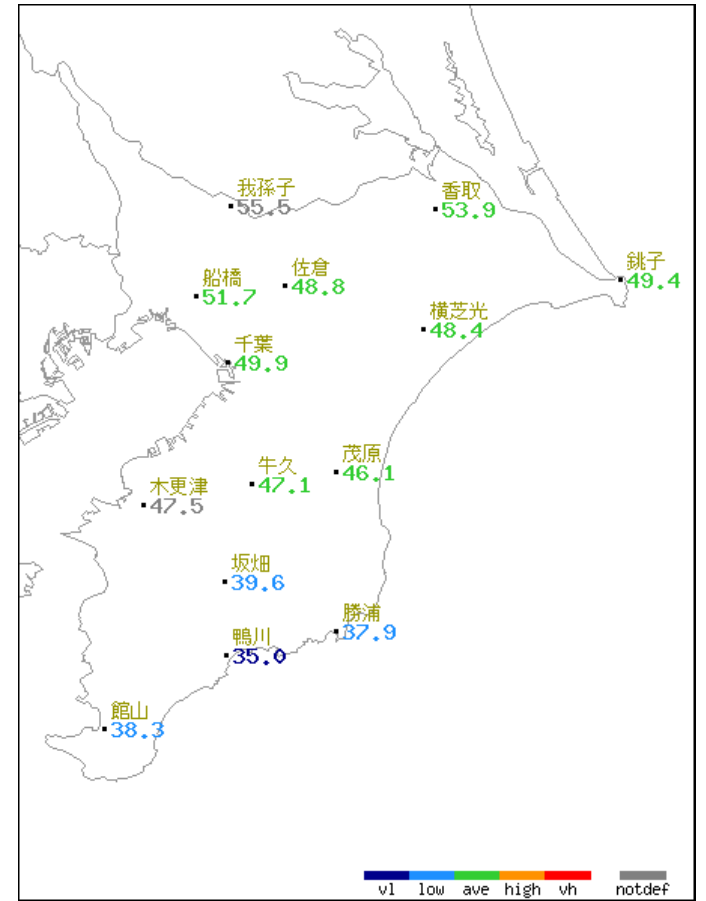 我孫子
55.5
香取
53.9
銚子
49.4
船橋
51.7
佐倉
48.8
横芝光
48.4
千葉
49.9
茂原
46.1
牛久
47.1
木更津
47.5
坂畑
39.6
勝浦
37.9
鴨川
35.0
館山
38.3
vl low ave high vh notdef